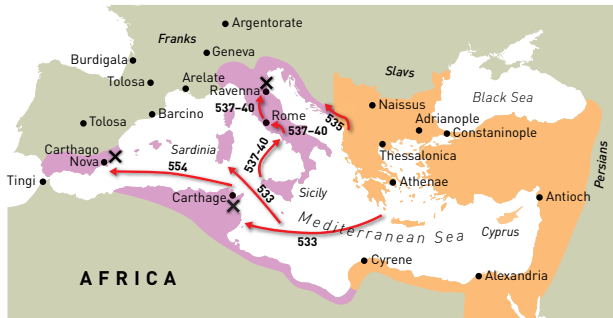 Argentorate
Franks
Geneva
Burdigala
Slavs
Tolosa
Arelate
Ravenna
Black Sea
537–40
Naissus
Rome
535
Adrianople
Barcino
Tolosa
537–40
Constaninople
Persians
Carthago
Nova
Sardinia
537–40
Thessalonica
554
Tingi
533
Sicily
Athenae
Antioch
Carthage
Mediterranean Sea
Cyprus
533
Cyrene
AFRICA
Alexandria